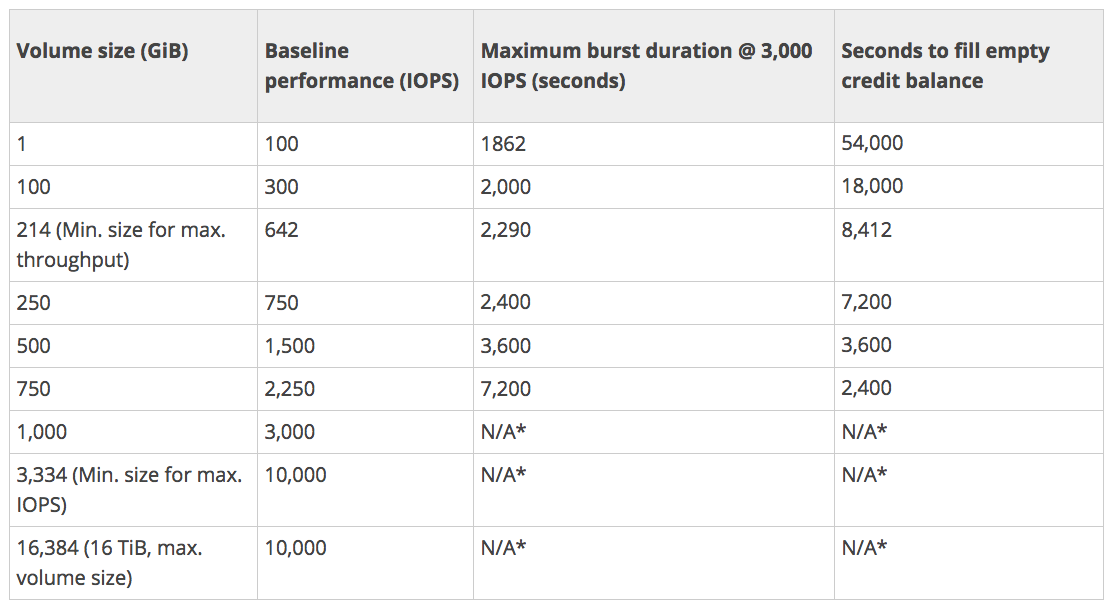 Volume size (GiB)
Baseline
performance (IOPS)
Maximum burst duration @ 3,000
IOPS (seconds)
Seconds to fill empty
credit balance
1
100
1862
54,000
100
300
2,000
18,000
214 (Min. size for max.
throughput)
642
2,290
8,412
250
750
2,400
7,200
500
1,500
3,600
3,600
750
2,250
7,200
2,400
1,000
3,000
N/A*
N/A*
3,334 (Min. size for max.
IOPS)
10,000
N/A*
N/A*
16,384 (16 TiB, max.
volume size)
10,000
N/A*
N/A*